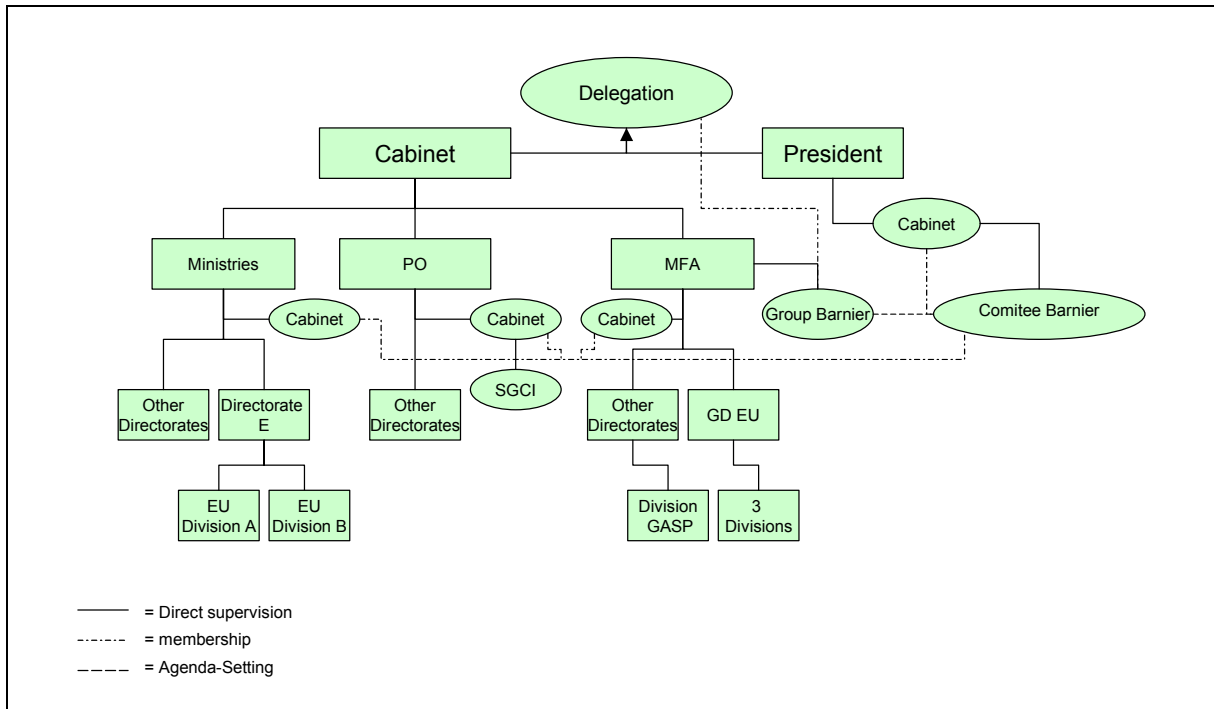 Delegation
Cabinet
President
Cabinet
Ministries
PO
MFA
Cabinet
Cabinet
Cabinet
Group Barnier
Comitee Barnier
SGCI
Other
Directorates
Directorate
E
Other
Directorates
Other
Directorates
GD EU
EU
Division A
EU
Division B
Division
GASP
3
Divisions
= Direct supervision
= membership
= Agenda-Setting